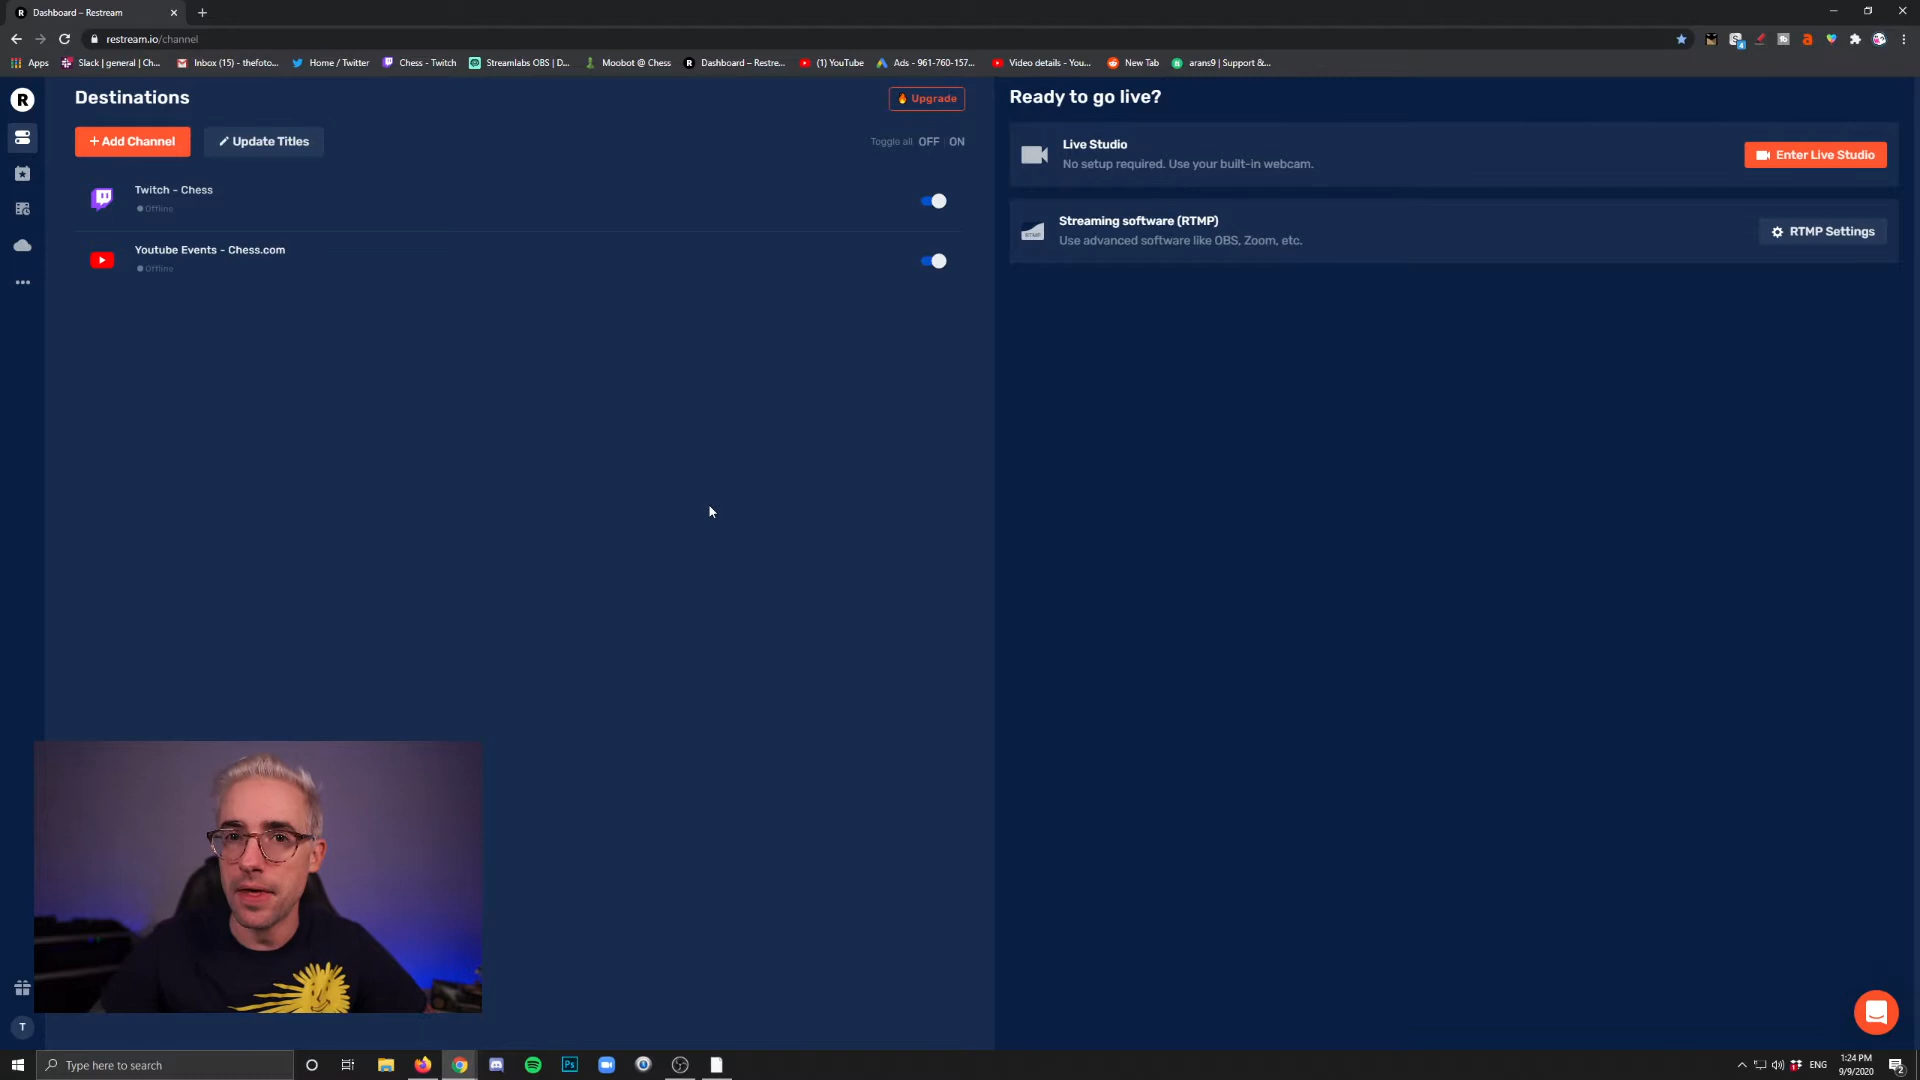 Dashboard – Restream
restream.io/channel
Apps
Slack | general | Ch...
Inbox (15) - thefoto...
Home / Twitter
Chess - Twitch
Streamlabs OBS | D...
Moobot @ Chess
Dashboard – Restre...
(1) YouTube
Ads - 961-760-157...
Video details - You...
New Tab
arans9 | Support &...
R
Destinations
Upgrade
+ Add Channel
Update Titles
Toggle all OFF ON
Twitch - Chess
Offline
Youtube Events - Chess.com
Offline
Ready to go live?
Live Studio
No setup required. Use your built-in webcam.
Enter Live Studio
RTMP
Streaming software (RTMP)
Use advanced software like OBS, Zoom, etc.
RTMP Settings
T
Type here to search
Ps
ENG
1:24 PM
9/9/2020
2